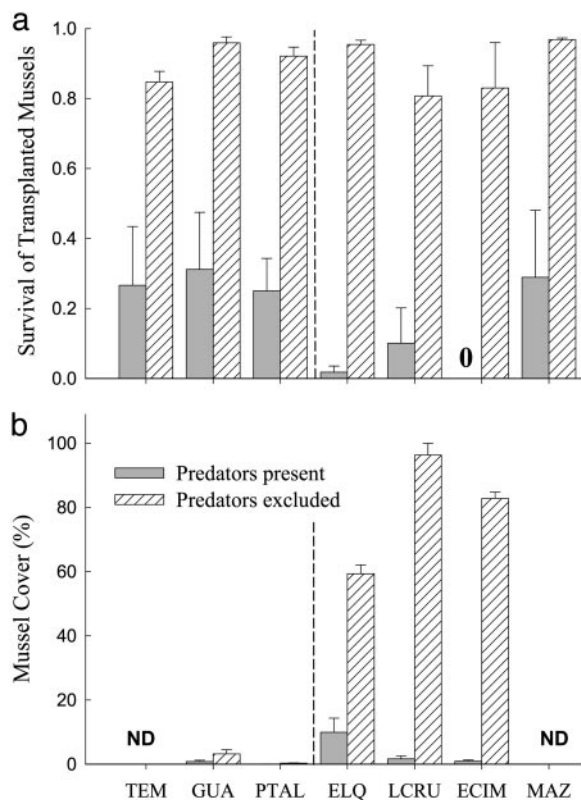 a
Survival of Transplanted Mussels
1.0
0.8
0.6
0.4
0.2
0.0
0
b
Mussel Cover (%)
100
80
60
40
20
0
Predators present
Predators excluded
ND
ND
TEM GUA PTAL ELQ LCRU ECIM MAZ